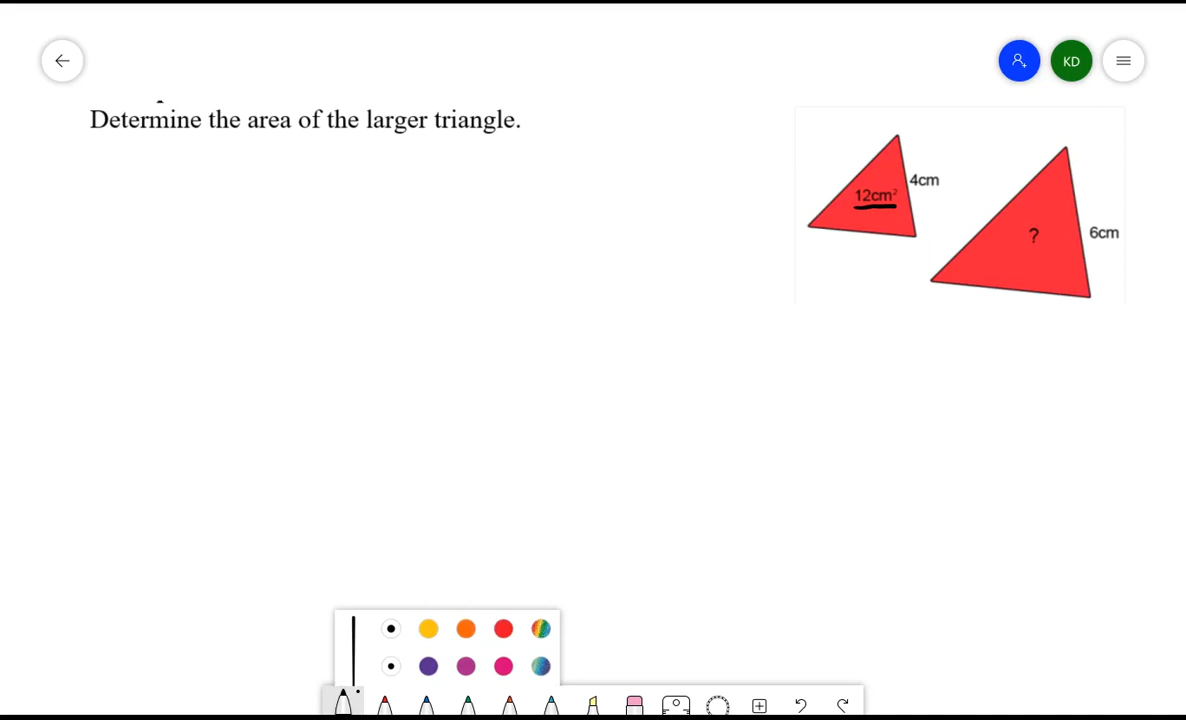 KD
Determine the area of the larger triangle.
4cm
12cm²
?
6cm